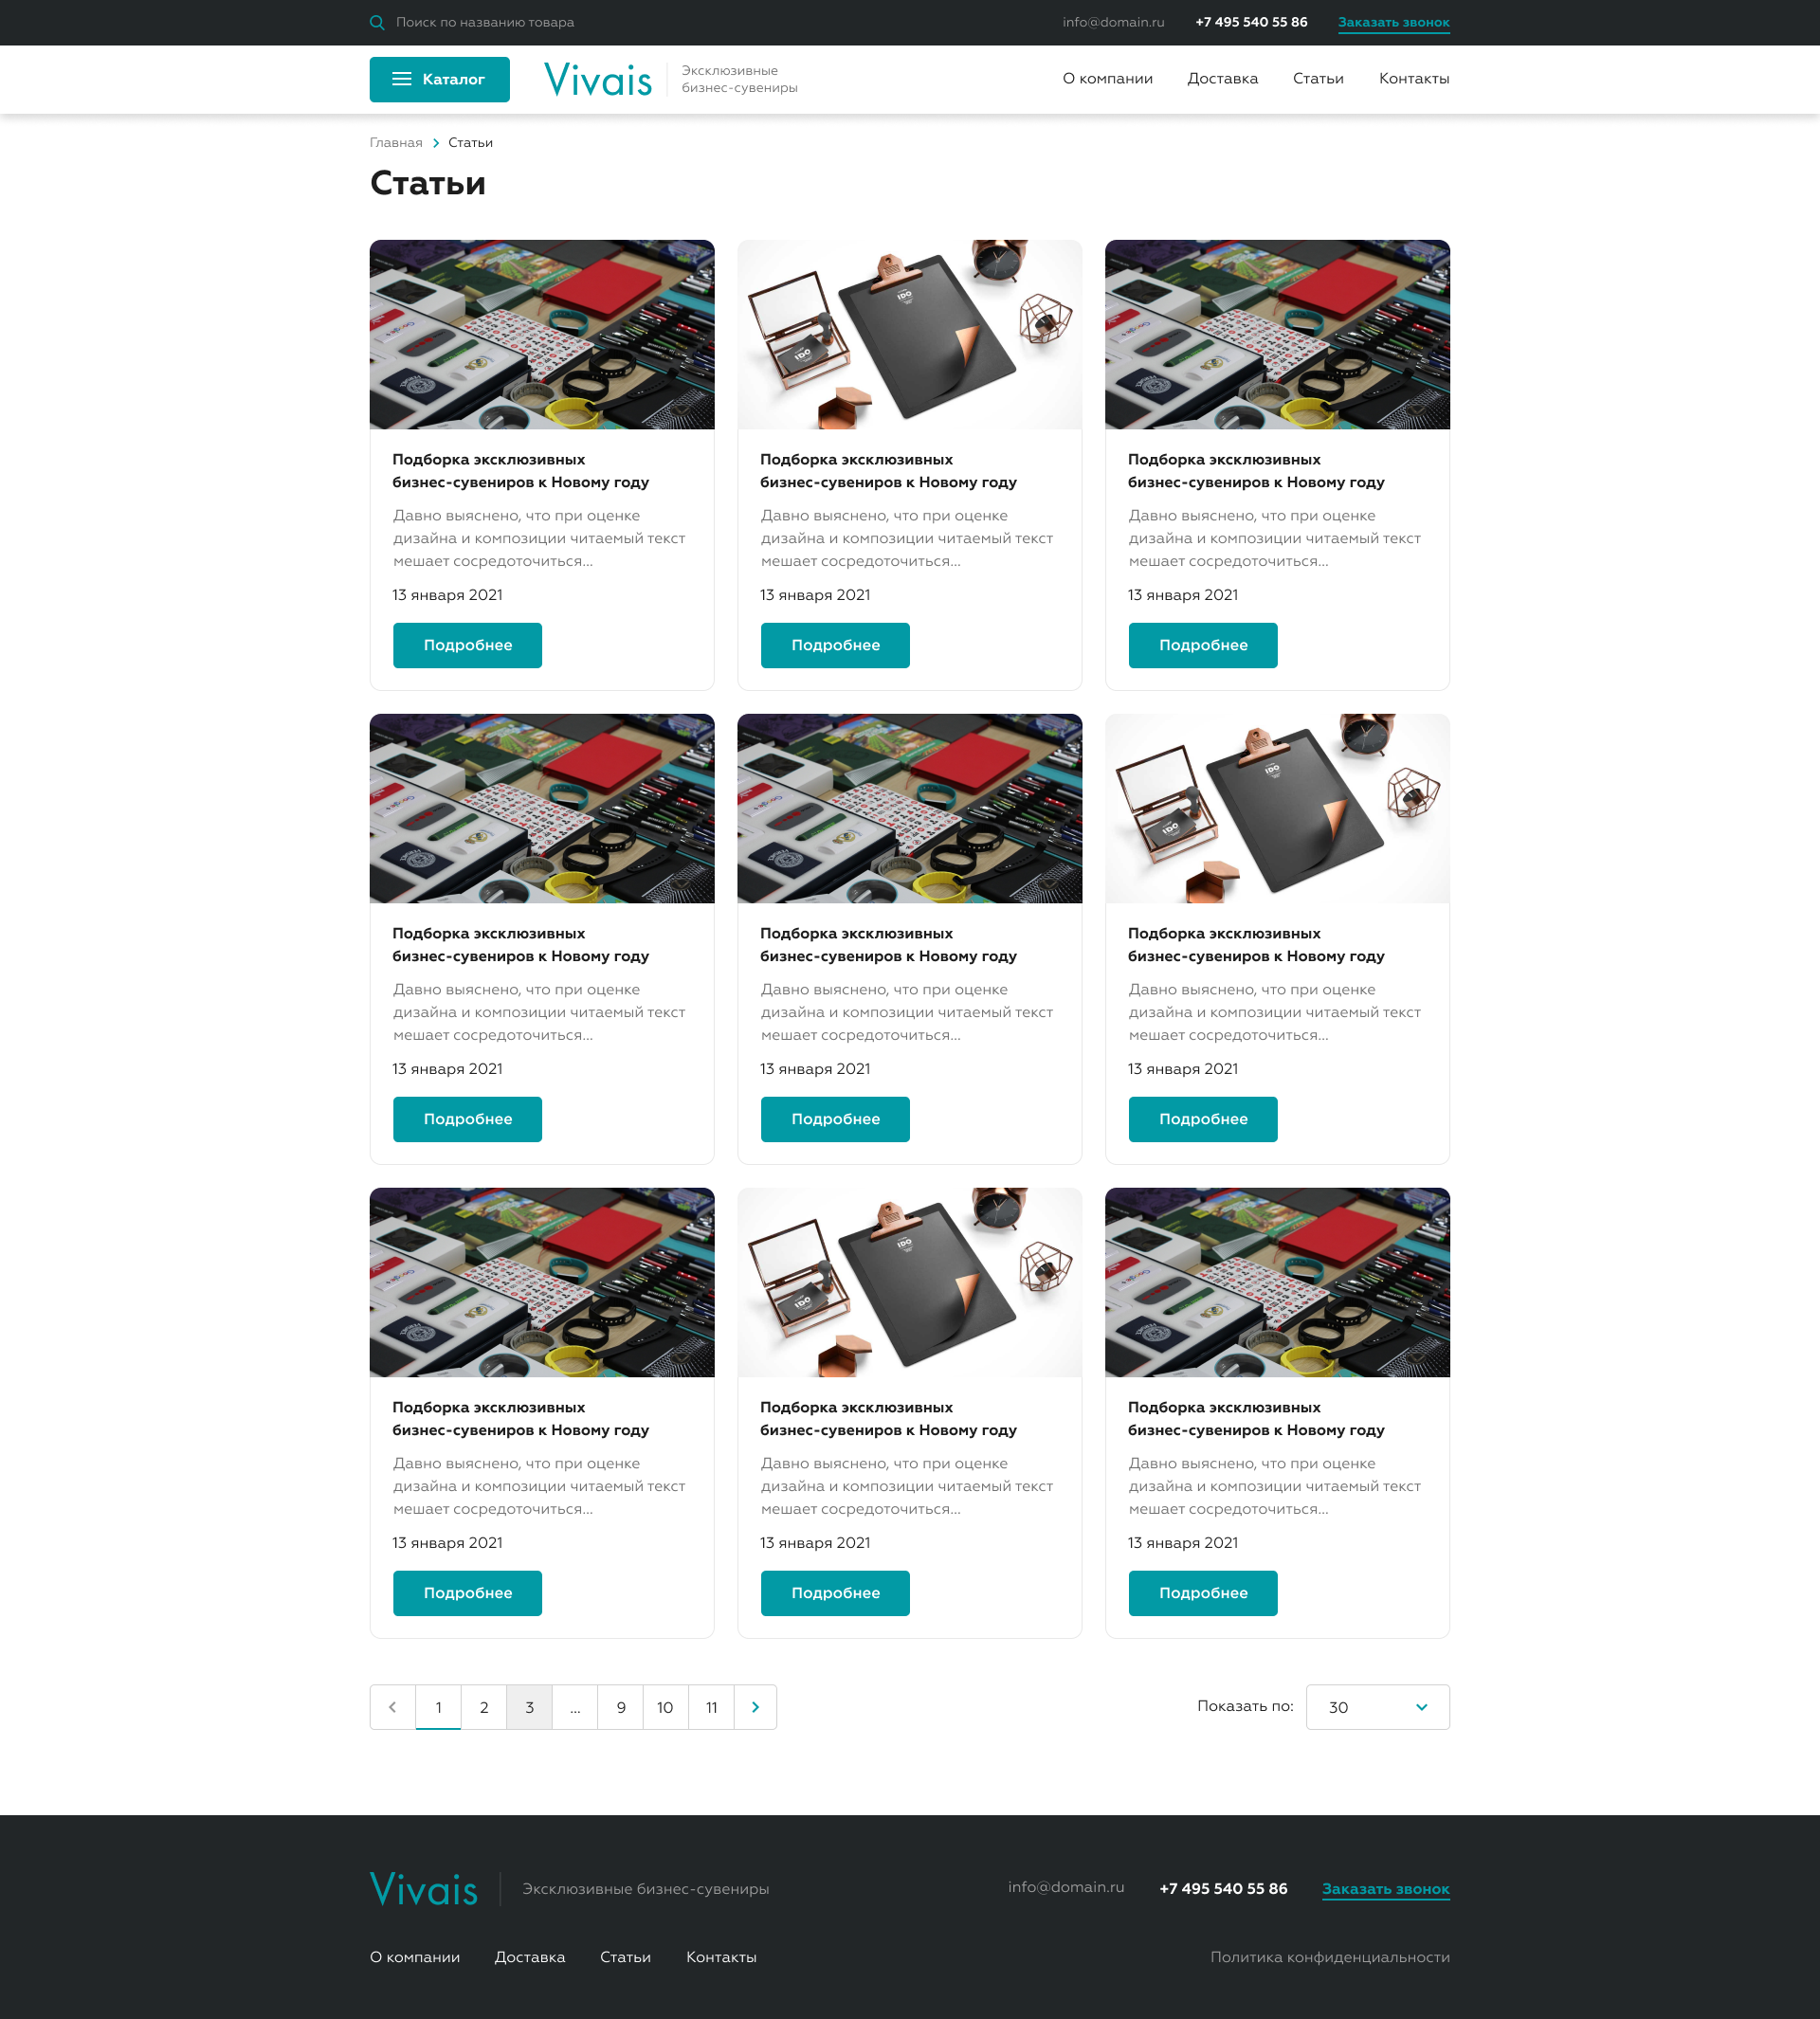 Поиск по названию товара
info@domain.ru
+7 495 540 55 86
Заказать звонок
Каталог
Vivais
Эксклюзивные
бизнес-сувениры
О компании
Доставка
Статьи
Контакты
Главная
Статьи
Статьи
IDO
IDO
Google
Подборка эксклюзивных
бизнес-сувениров к Новому году
Давно выяснено, что при оценке
дизайна и композиции читаемый текст
мешает сосредоточиться...
13 января 2021
Подробнее
Подборка эксклюзивных
бизнес-сувениров к Новому году
Давно выяснено, что при оценке
дизайна и композиции читаемый текст
мешает сосредоточиться...
13 января 2021
Подробнее
Подборка эксклюзивных
бизнес-сувениров к Новому году
Давно выяснено, что при оценке
дизайна и композиции читаемый текст
мешает сосредоточиться...
13 января 2021
Подробнее
IDO
IDO
Подборка эксклюзивных
бизнес-сувениров к Новому году
Давно выяснено, что при оценке
дизайна и композиции читаемый текст
мешает сосредоточиться...
13 января 2021
Подробнее
Подборка эксклюзивных
бизнес-сувениров к Новому году
Давно выяснено, что при оценке
дизайна и композиции читаемый текст
мешает сосредоточиться...
13 января 2021
Подробнее
Подборка эксклюзивных
бизнес-сувениров к Новому году
Давно выяснено, что при оценке
дизайна и композиции читаемый текст
мешает сосредоточиться...
13 января 2021
Подробнее
IDO
IDO
Подборка эксклюзивных
бизнес-сувениров к Новому году
Давно выяснено, что при оценке
дизайна и композиции читаемый текст
мешает сосредоточиться...
13 января 2021
Подробнее
Подборка эксклюзивных
бизнес-сувениров к Новому году
Давно выяснено, что при оценке
дизайна и композиции читаемый текст
мешает сосредоточиться...
13 января 2021
Подробнее
Подборка эксклюзивных
бизнес-сувениров к Новому году
Давно выяснено, что при оценке
дизайна и композиции читаемый текст
мешает сосредоточиться...
13 января 2021
Подробнее
1 2 3 ... 9 10 11
Показать по: 30
Vivais
Эксклюзивные бизнес-сувениры
info@domain.ru
+7 495 540 55 86
Заказать звонок
О компании
Доставка
Статьи
Контакты
Политика конфиденциальности